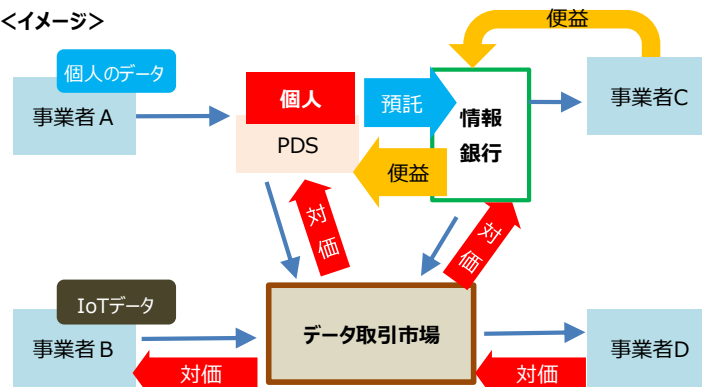 <イメージ>
便益
個人のデータ
事業者A
個人
PDS
預託
便益
情報
銀行
事業者C
対価
対価
IoTデータ
事業者B
対価
データ取引市場
対価
事業者D